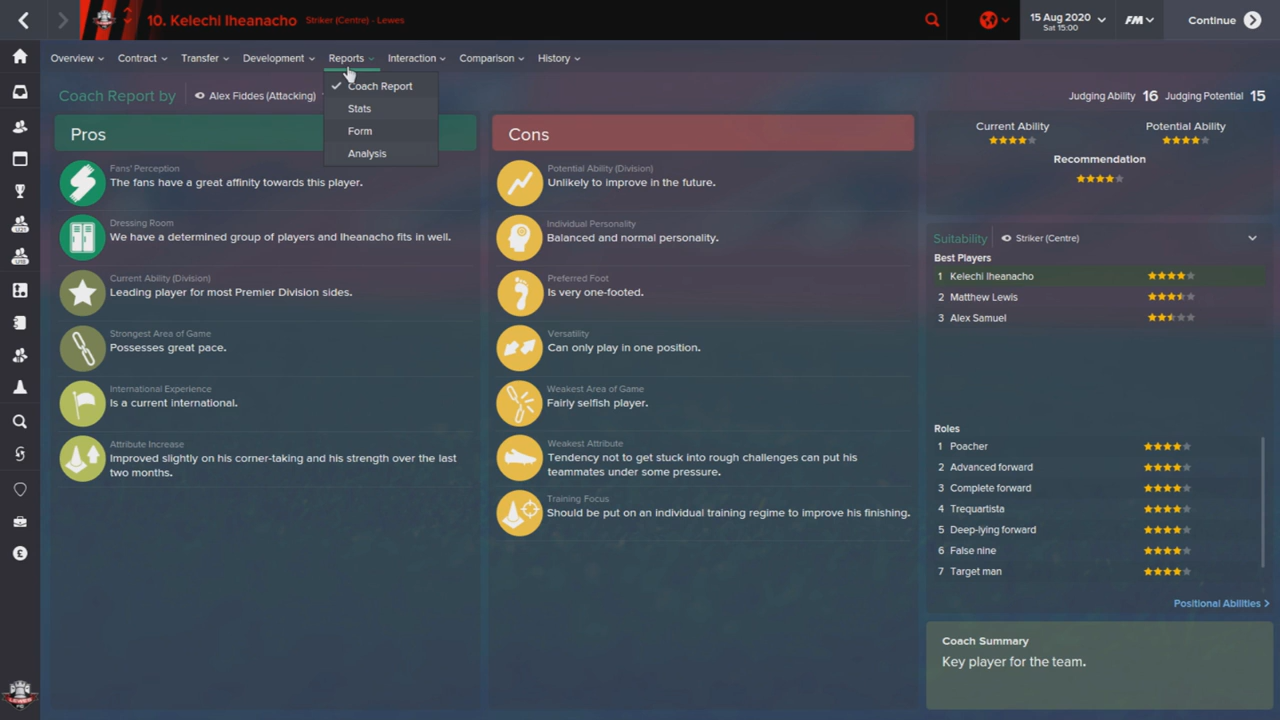 10. Kelechi Iheanacho Striker (Centre) - Lewes
15 Aug 2020
Sat 15:00
FM
Continue
Overview
Contract
Transfer
Development
Reports
Interaction
Comparison
History
Coach Report
Stats
Form
Analysis
Coach Report by
Alex Fiddes (Attacking)
Judging Ability 16 Judging Potential 15
Pros
Fans' Perception
The fans have a great affinity towards this player.
Dressing Room
We have a determined group of players and Iheanacho fits in well.
Current Ability (Division)
Leading player for most Premier Division sides.
Strongest Area of Game
Possesses great pace.
International Experience
Is a current international.
Attribute Increase
Improved slightly on his corner-taking and his strength over the last
two months.
Cons
Potential Ability (Division)
Unlikely to improve in the future.
Individual Personality
Balanced and normal personality.
Preferred Foot
Is very one-footed.
Versatility
Can only play in one position.
Weakest Area of Game
Fairly selfish player.
Weakest Attribute
Tendency not to get stuck into rough challenges can put his
teammates under some pressure.
Training Focus
Should be put on an individual training regime to improve his finishing.
Current Ability
Potential Ability
Recommendation
Suitability
Striker (Centre)
Best Players
1 Kelechi Iheanacho
2 Matthew Lewis
3 Alex Samuel
Roles
1 Poacher
2 Advanced forward
3 Complete forward
4 Trequartista
5 Deep-lying forward
6 False nine
7 Target man
Positional Abilities >
Coach Summary
Key player for the team.